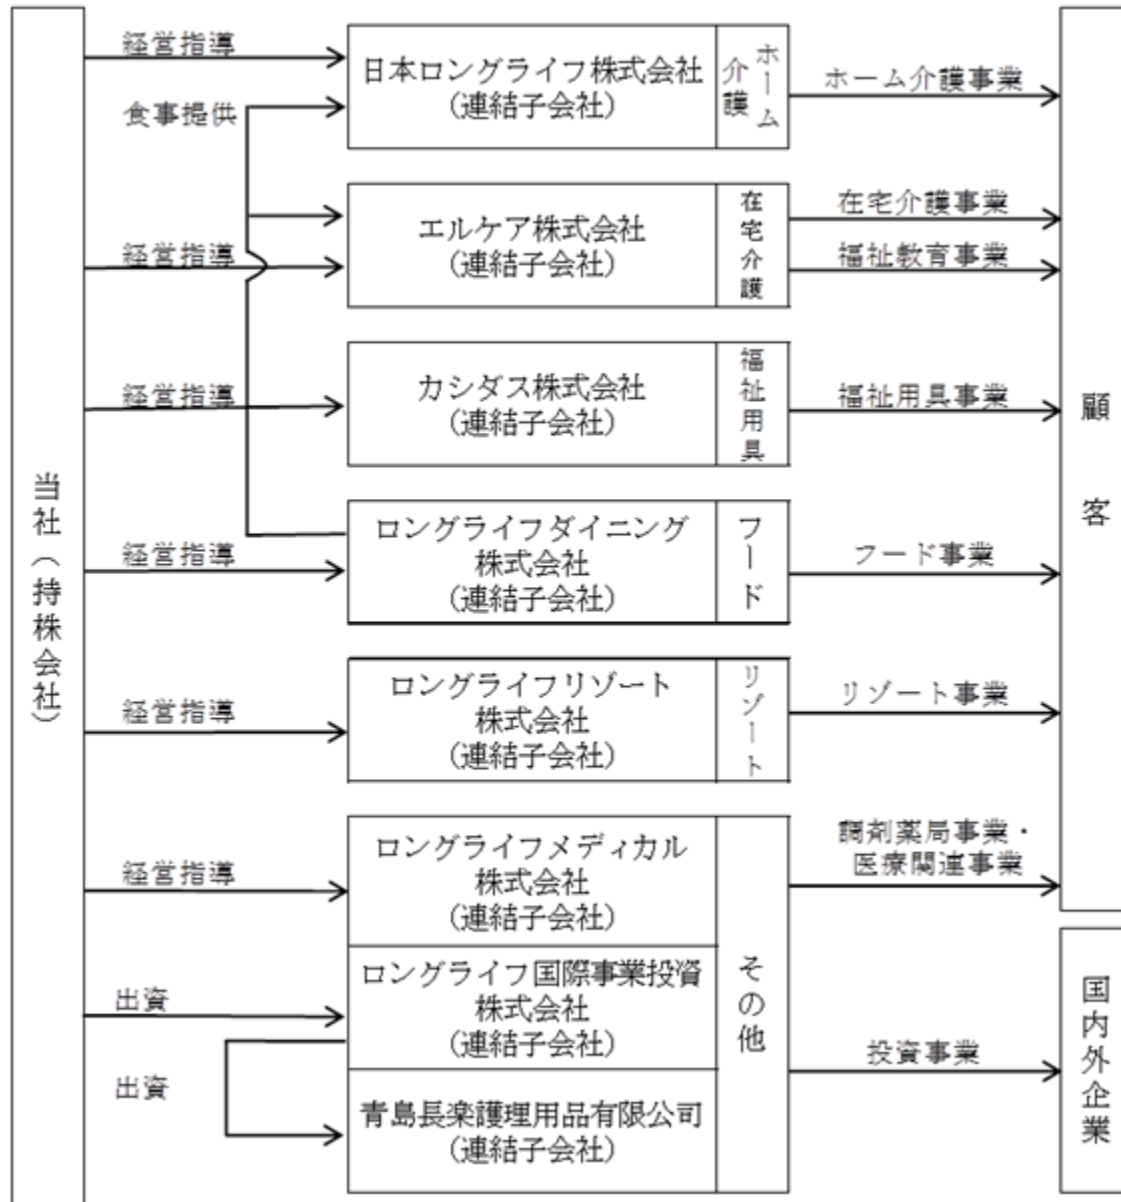 当社（持株会社）
経営指導
日本ロングライフ株式会社
（連結子会社）
ホーム
介護
ホーム介護事業
食事提供
エルケア株式会社
（連結子会社）
在宅介護
在宅介護事業
経営指導
福祉教育事業
経営指導
カシダス株式会社
（連結子会社）
福祉用具
福祉用具事業
顧客
経営指導
ロングライフダイニング
株式会社
（連結子会社）
フード
フード事業
経営指導
ロングライフリゾート
株式会社
（連結子会社）
リゾート
リゾート事業
経営指導
ロングライフメディカル
株式会社
（連結子会社）
調剤薬局事業・
医療関連事業
出資
ロングライフ国際事業投資
株式会社
（連結子会社）
その他
投資事業
国内外企業
出資
青島長楽護理用品有限公司
（連結子会社）